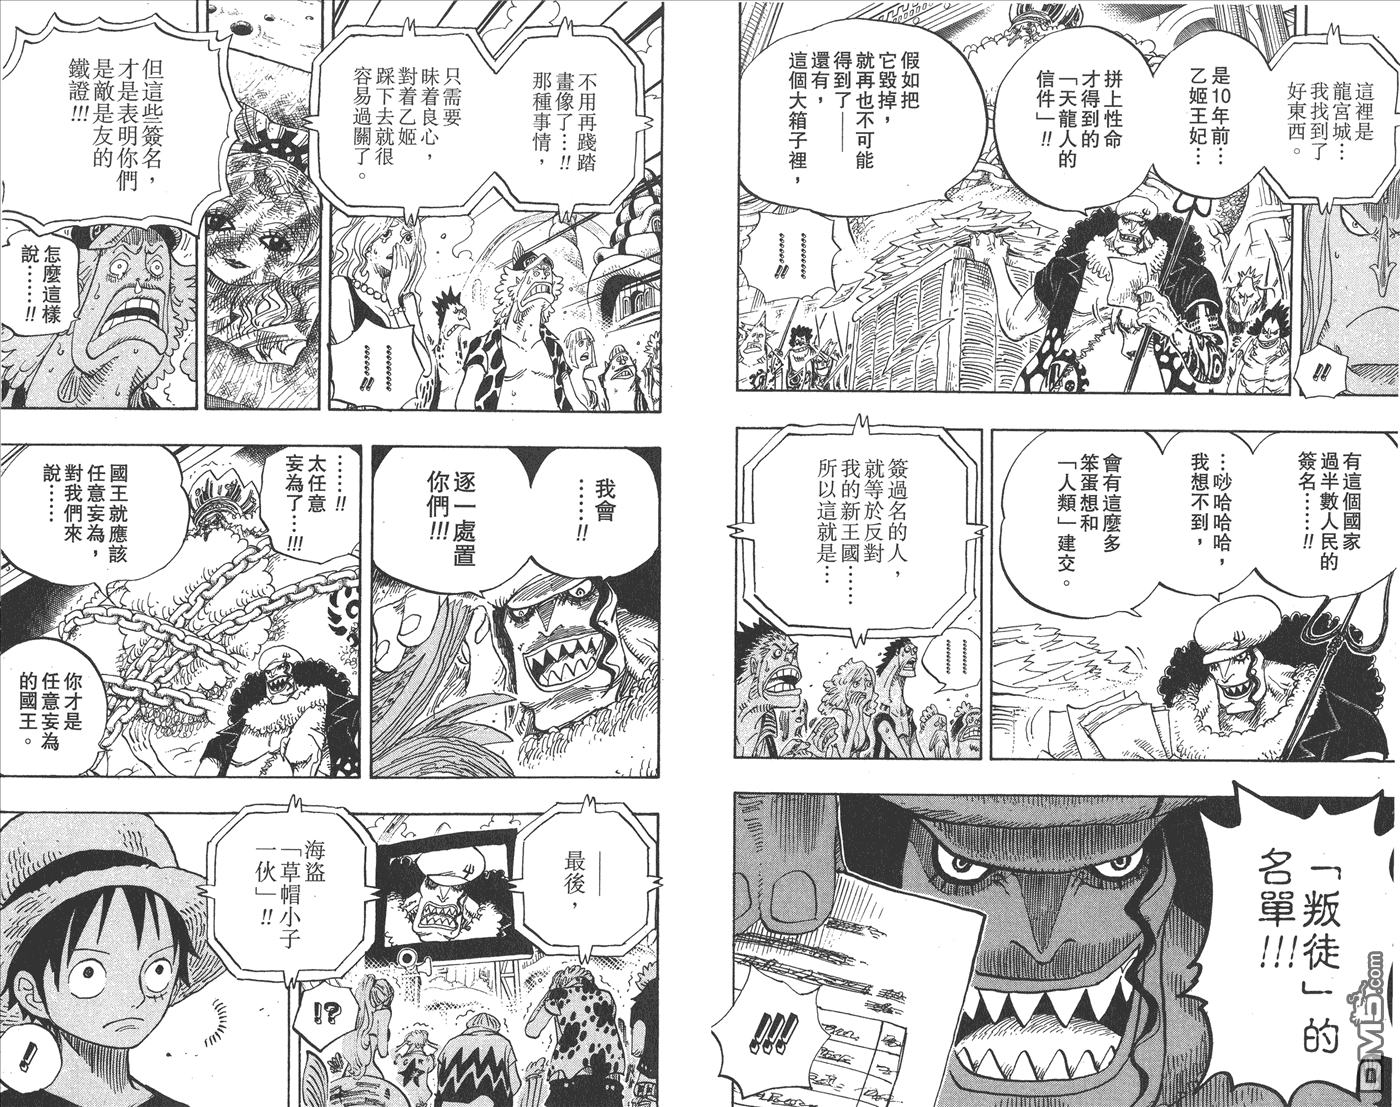 這裡是
龍宮城…
我找到了
好東西。
是10年前…
乙姬王妃…
拼上性命
才得到的
「天龍人的
信件」!!
假如把
它毀掉，
就再也不可能
得到了——
還有，
這個大箱子裡，
………!!
!!
有這個國家
過半數人民的
簽名……!!
…吵哈哈哈，
我想不到，
會有這麼多
笨蛋想和
「人類」建交。
簽過名的人，
就等於反對
我的新王國……
所以這就是…
………
「叛徒」的
名單!!!
!!!
不用再踐踏
畫像了…!!
那種事情，
只需要
昧着良心，
對着乙姬
踩下去就很
容易過關了。
………!!
但這些簽名，
才是表明你們
是敵是友的
鐵證!!!
怎麼這樣
說……!!
我會
……!!
逐一處置
你們!!!
……!!
太任意
妄為了…!!!
國王就應該
任意妄為，
對我們來
說……
你才是
任意妄為
的國王。
——
最後，
海盜
「草帽小子
一伙」!!
!?
!
DM5.com